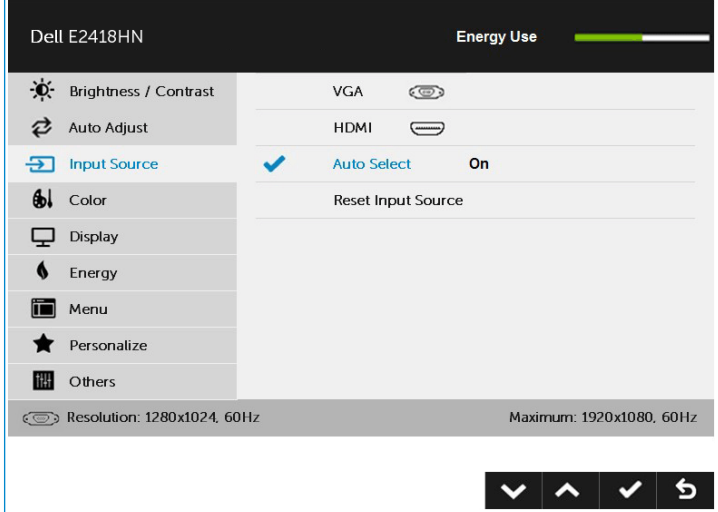 Dell E2418HN Energy Use
Brightness / Contrast VGA
Auto Adjust HDMI
Input Source Auto Select On
Color Reset Input Source
Display
Energy
Menu
Personalize
Others
Resolution: 1280x1024, 60Hz Maximum: 1920x1080, 60Hz